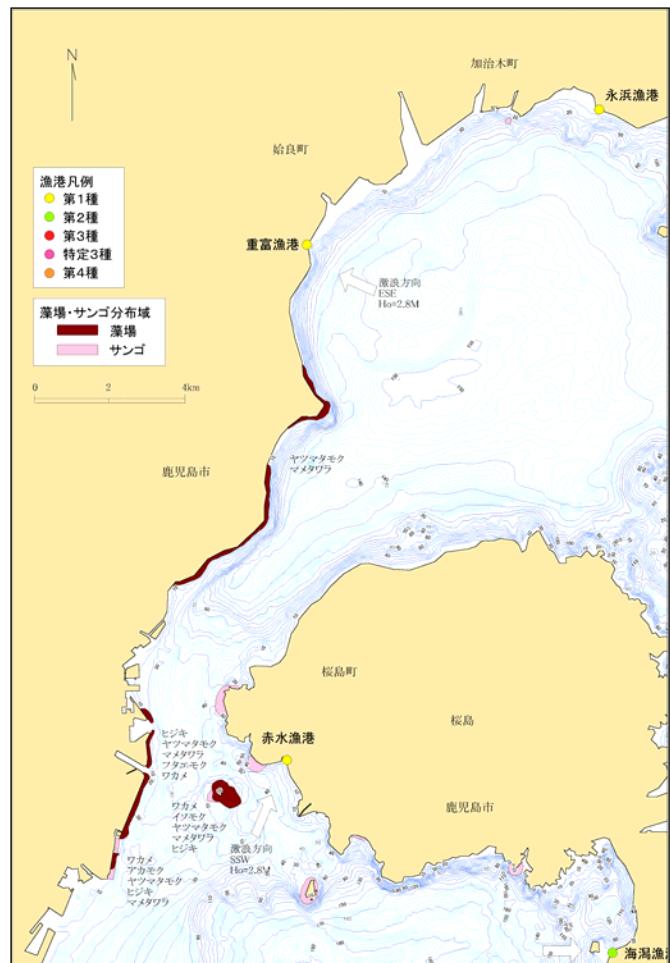 N
加治木町
永浜漁港
姶良町
漁港凡例
第1種
第2種
第3種
特定3種
第4種
重富漁港
激浪方向
ESE
Ho=2.8M
藻場・サンゴ分布域
藻場
サンゴ
0 2 4km
鹿児島市
ヤツマタモク
マメタワラ
桜島町
桜島
赤水漁港
ヒジキ
ヤツマタモク
マメタワラ
フタエモク
ワカメ
鹿児島市
ワカメ
イソモク
ヤツマタモク
マメタワラ
ヒジキ
激浪方向
SSW
Ho=2.8M
ワカメ
アカモク
ヤツマタモク
ヒジキ
マメタワラ
海潟漁